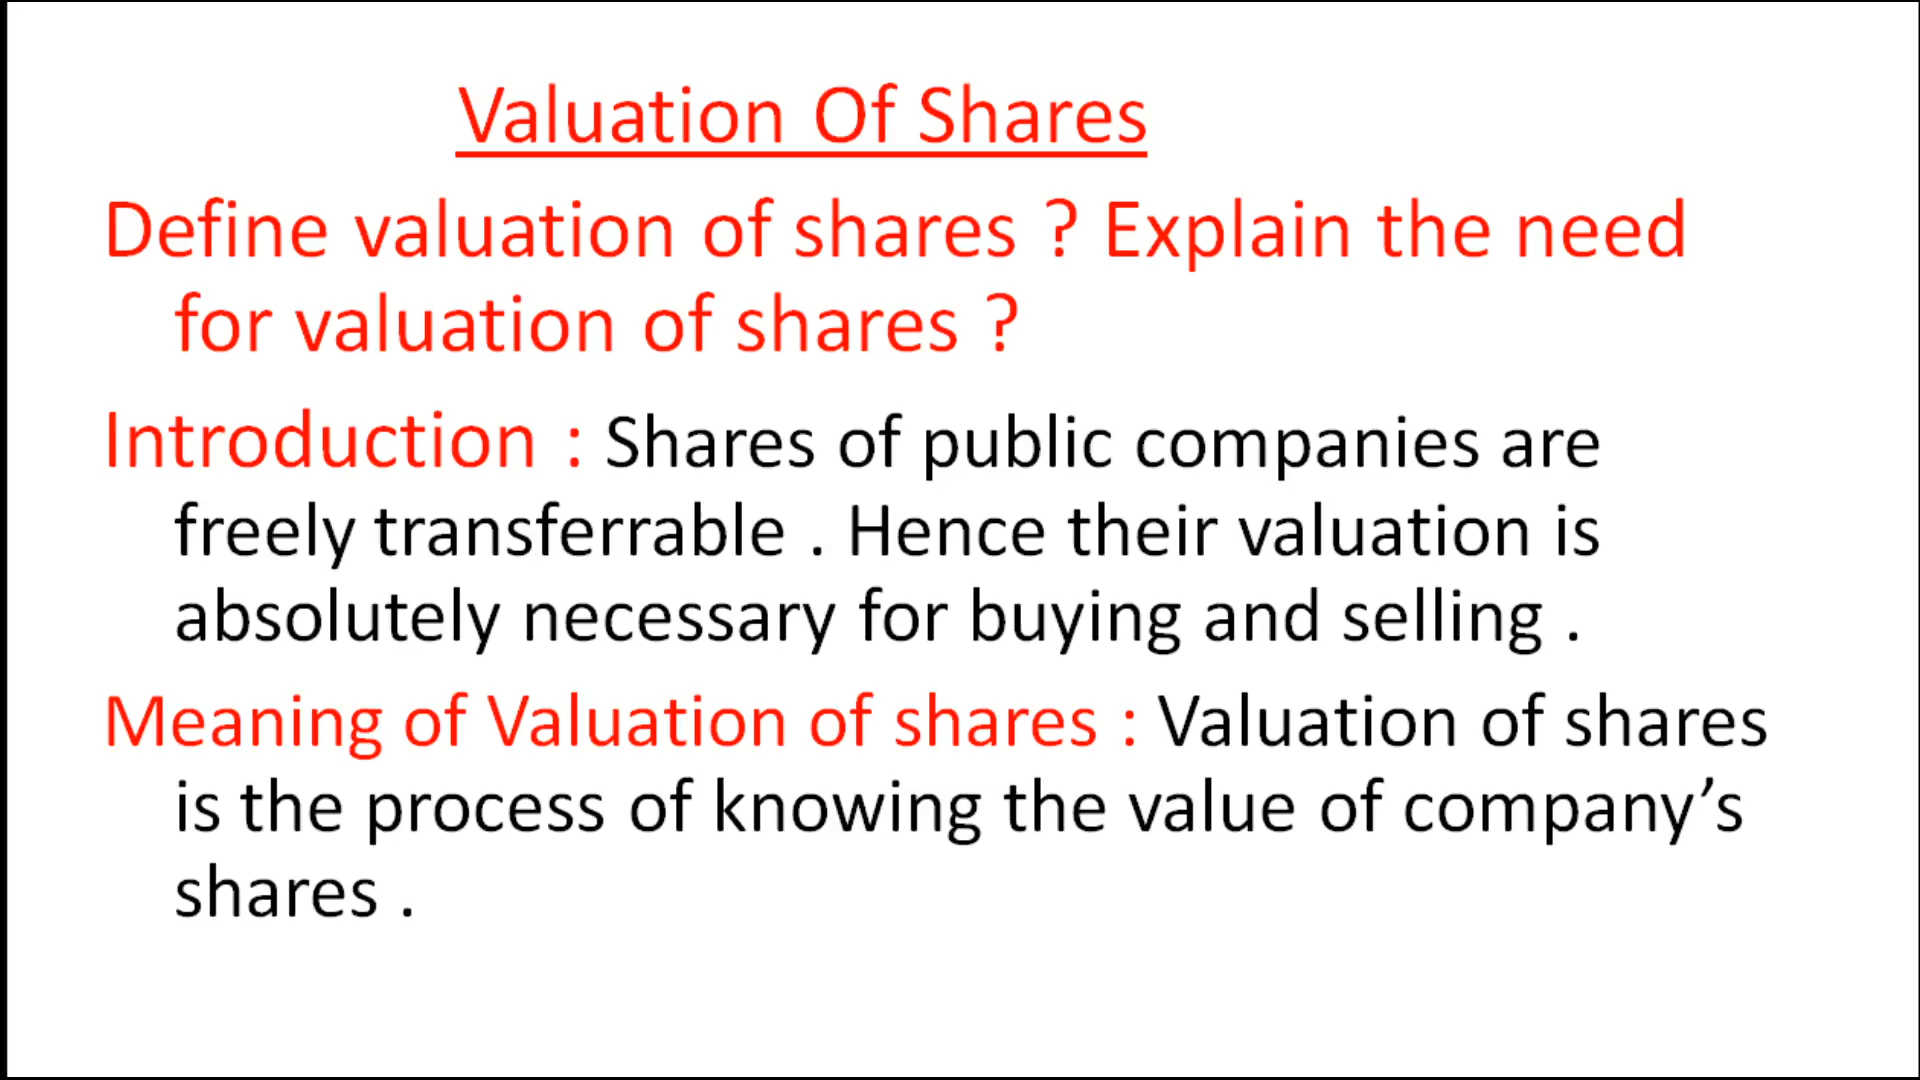 Valuation Of Shares
Define valuation of shares ? Explain the need
for valuation of shares ?
Introduction : Shares of public companies are
freely transferrable . Hence their valuation is
absolutely necessary for buying and selling .
Meaning of Valuation of shares : Valuation of shares
is the process of knowing the value of company’s
shares .